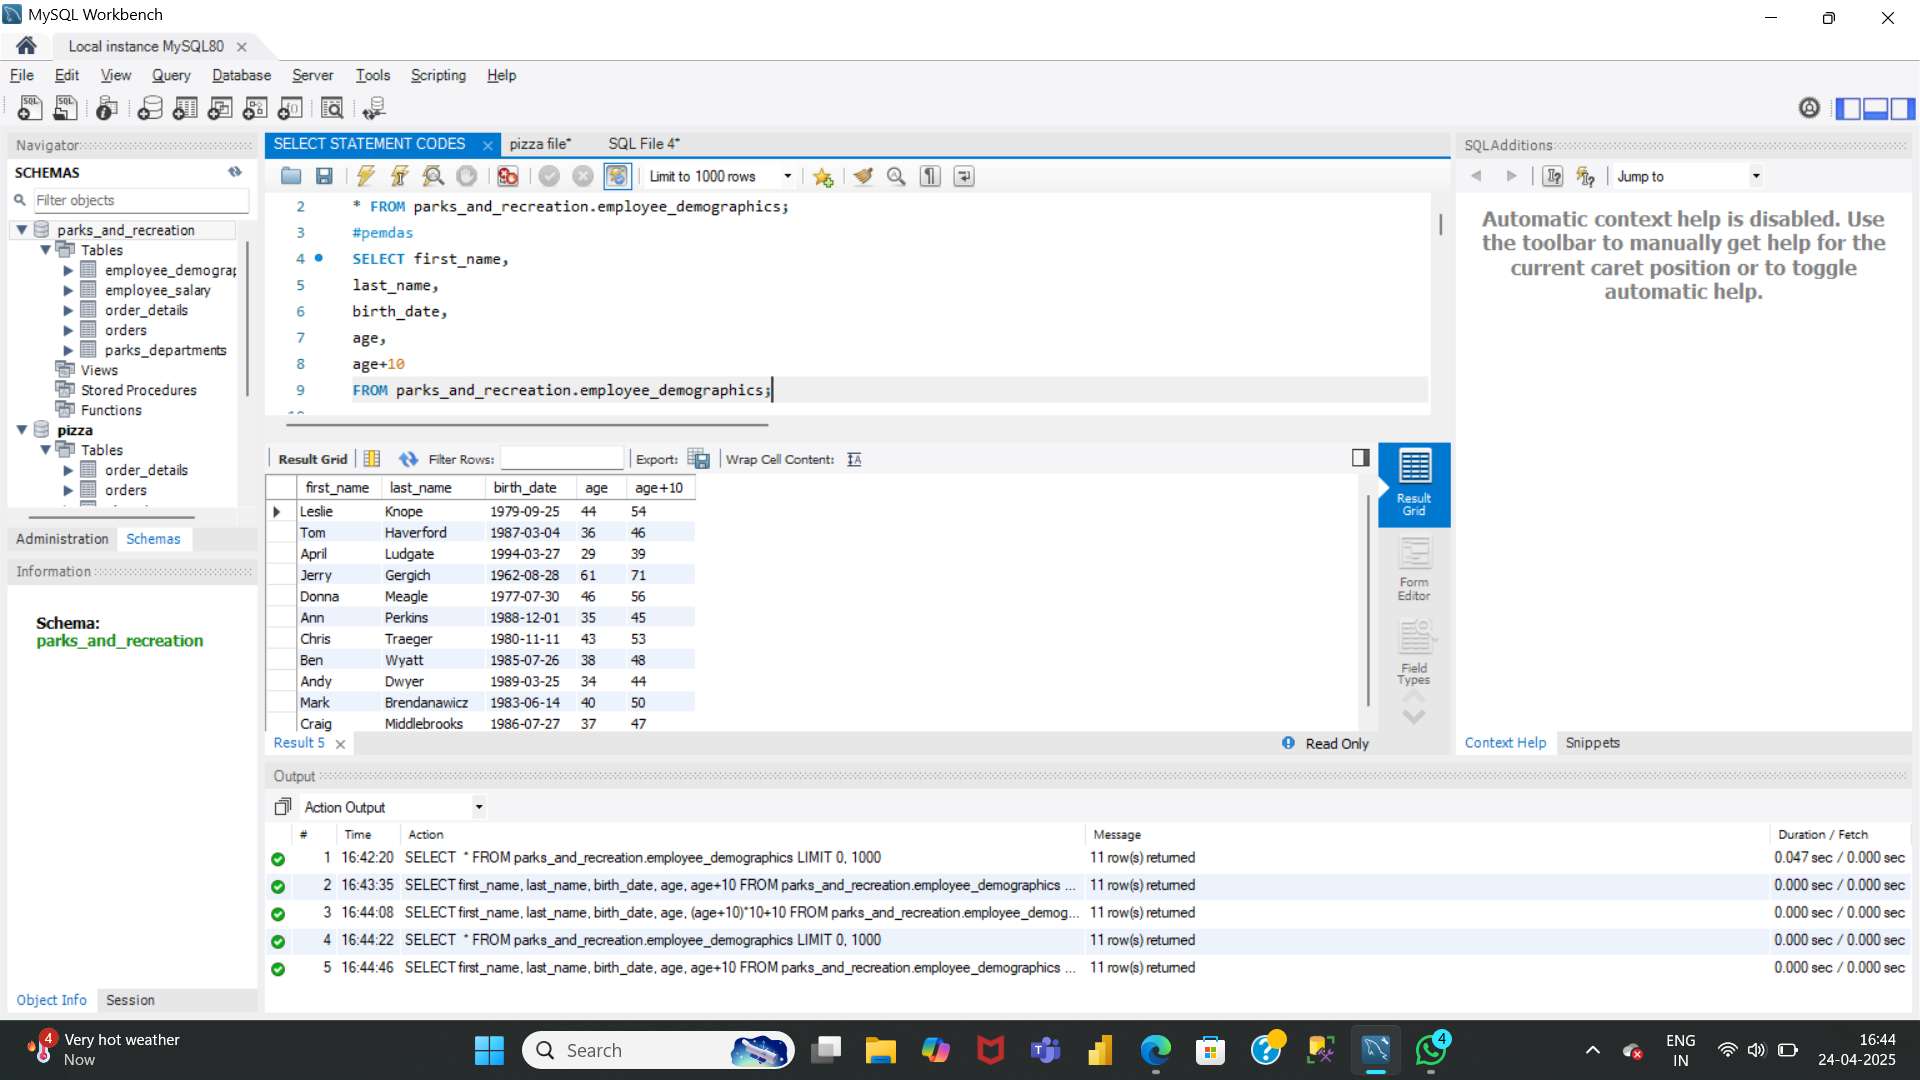 MySQL Workbench
Local instance MySQL80
File Edit View Query Database Server Tools Scripting Help
Navigator
SCHEMAS
Filter objects
parks_and_recreation
Tables
employee_demograp
employee_salary
order_details
orders
parks_departments
Views
Stored Procedures
Functions
pizza
Tables
order_details
orders
Administration Schemas
Information
Schema:
parks_and_recreation
Object Info Session
SELECT STATEMENT CODES pizza file* SQL File 4*
Limit to 1000 rows
2 * FROM parks_and_recreation.employee_demographics;
3 #pemdas
4 SELECT first_name,
5 last_name,
6 birth_date,
7 age,
8 age+10
9 FROM parks_and_recreation.employee_demographics;
Result Grid Filter Rows: Export: Wrap Cell Content:
first_name last_name birth_date age age+10
Leslie Knope 1979-09-25 44 54
Tom Haverford 1987-03-04 36 46
April Ludgate 1994-03-27 29 39
Jerry Gergich 1962-08-28 61 71
Donna Meagle 1977-07-30 46 56
Ann Perkins 1988-12-01 35 45
Chris Traeger 1980-11-11 43 53
Ben Wyatt 1985-07-26 38 48
Andy Dwyer 1989-03-25 34 44
Mark Brendanawicz 1983-06-14 40 50
Craig Middlebrooks 1986-07-27 37 47
Result Grid
Form Editor
Field Types
Result 5 Read Only
SQLAdditions
Jump to
Automatic context help is disabled. Use
the toolbar to manually get help for the
current caret position or to toggle
automatic help.
Context Help Snippets
Output
Action Output
# Time Action Message Duration / Fetch
1 16:42:20 SELECT * FROM parks_and_recreation.employee_demographics LIMIT 0, 1000 11 row(s) returned 0.047 sec / 0.000 sec
2 16:43:35 SELECT first_name, last_name, birth_date, age, age+10 FROM parks_and_recreation.employee_demographics ... 11 row(s) returned 0.000 sec / 0.000 sec
3 16:44:08 SELECT first_name, last_name, birth_date, age, (age+10)*10+10 FROM parks_and_recreation.employee_demog... 11 row(s) returned 0.000 sec / 0.000 sec
4 16:44:22 SELECT * FROM parks_and_recreation.employee_demographics LIMIT 0, 1000 11 row(s) returned 0.000 sec / 0.000 sec
5 16:44:46 SELECT first_name, last_name, birth_date, age, age+10 FROM parks_and_recreation.employee_demographics ... 11 row(s) returned 0.000 sec / 0.000 sec
4 Very hot weather
Now
Search
4
ENG
IN
16:44
24-04-2025